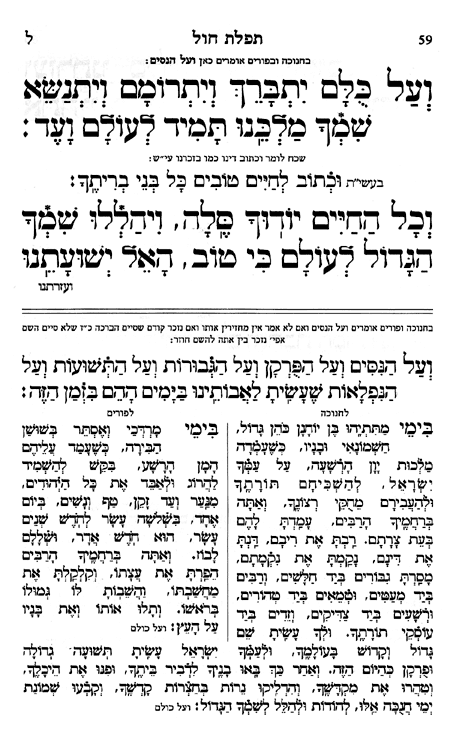 59 תפלת חול ל
בחנוכה ובפורים אומרים כאן ועל הנסים:
וְעַל כֻּלָּם יִתְבָּרֵךְ וְיִתְרוֹמַם וְיִתְנַשֵּׂא
שִׁמְךָ מַלְכֵּנוּ תָּמִיד לְעוֹלָם וָעֶד:
שכח לומר וכתוב דינו כמו בזכרנו עי״ש:
בעשי״ת וּכְתוֹב לְחַיִּים טוֹבִים כָּל בְּנֵי בְרִיתֶךָ:
וְכֹל הַחַיִּים יוֹדוּךָ סֶּלָה, וִיהַלְלוּ שִׁמְךָ
הַגָּדוֹל לְעוֹלָם כִּי טוֹב, הָאֵל יְשׁוּעָתֵנוּ
ועזרתנו
בחנוכה ופורים אומרים ועל הנסים ואם לא אמר אין מחזירין אותו ואם נזכר קודם שסיים הברכה כ״ז שלא סיים השם
אפי׳ נזכר בין אתה להשם חוזר:
וְעַל הַנִּסִּים וְעַל הַפֻּרְקָן וְעַל הַגְּבוּרוֹת וְעַל הַתְּשׁוּעוֹת וְעַל
הַנִּפְלָאוֹת שֶׁעָשִׂיתָ לַאֲבוֹתֵינוּ בַּיָּמִים הָהֵם בַּזְּמַן הַזֶּה:
לחנוכה
בִּימֵי מַתִּתְיָהוּ בֶּן יוֹחָנָן כֹּהֵן גָּדוֹל,
חַשְׁמוֹנַאי וּבָנָיו, כְּשֶׁעָמְדָה
מַלְכוּת יָוָן הָרְשָׁעָה, עַל עַמְּךָ
יִשְׂרָאֵל, לְהַשְׁכִּיחָם תּוֹרָתֶךָ
וּלְהַעֲבִירָם מֵחֻקֵּי רְצוֹנֶךָ, וְאַתָּה
בְּרַחֲמֶיךָ הָרַבִּים, עָמַדְתָּ לָהֶם
בְּעֵת צָרָתָם. רַבְתָּ אֶת רִיבָם, דַּנְתָּ
אֶת דִּינָם, נָקַמְתָּ אֶת נִקְמָתָם,
מָסַרְתָּ גִבּוֹרִים בְּיַד חַלָּשִׁים, וְרַבִּים
בְּיַד מְעַטִּים, וּטְמֵאִים בְּיַד טְהוֹרִים,
וּרְשָׁעִים בְּיַד צַדִּיקִים, וְזֵדִים בְּיַד
עוֹסְקֵי תוֹרָתֶךָ. וּלְךָ עָשִׂיתָ שֵׁם
לפורים
בִּימֵי מָרְדְּכַי וְאֶסְתֵּר בְּשׁוּשַׁן
הַבִּירָה, כְּשֶׁעָמַד עֲלֵיהֶם
הָמָן הָרָשָׁע, בִּקֵּשׁ לְהַשְׁמִיד
לַהֲרוֹג וּלְאַבֵּד אֶת כָּל הַיְּהוּדִים,
מִנַּעַר וְעַד זָקֵן, טַף וְנָשִׁים, בְּיוֹם
אֶחָד, בִּשְׁלֹשָׁה עָשָׂר לְחֹדֶשׁ שְׁנֵים
עָשָׂר, הוּא חֹדֶשׁ אֲדָר, וּשְׁלָלָם
לָבוֹז. וְאַתָּה בְּרַחֲמֶיךָ הָרַבִּים
הֵפַרְתָּ אֶת עֲצָתוֹ, וְקִלְקַלְתָּ אֶת
מַחֲשַׁבְתּוֹ, וַהֲשֵׁבוֹתָ לּוֹ גְּמוּלוֹ
בְרֹאשׁוֹ. וְתָלוּ אוֹתוֹ וְאֶת בָּנָיו
עַל הָעֵץ: ועל כולם
גָּדוֹל וְקָדוֹשׁ בְּעוֹלָמֶךָ, וּלְעַמְּךָ יִשְׂרָאֵל עָשִׂיתָ תְּשׁוּעָה גְדוֹלָה
וּפֻרְקָן כְּהַיּוֹם הַזֶּה. וְאַחַר כַּךְ בָּאוּ בָנֶיךָ לִדְבִיר בֵּיתֶךָ, וּפִנּוּ אֶת הֵיכָלֶךָ,
וְטִהֲרוּ אֶת מִקְדָּשֶׁךָ, וְהִדְלִיקוּ נֵרוֹת בְּחַצְרוֹת קָדְשֶׁךָ, וְקָבְעוּ שְׁמוֹנַת
יְמֵי חֲנֻכָּה אֵלּוּ, לְהוֹדוֹת וּלְהַלֵּל לְשִׁמְךָ הַגָּדוֹל: ועל כולם